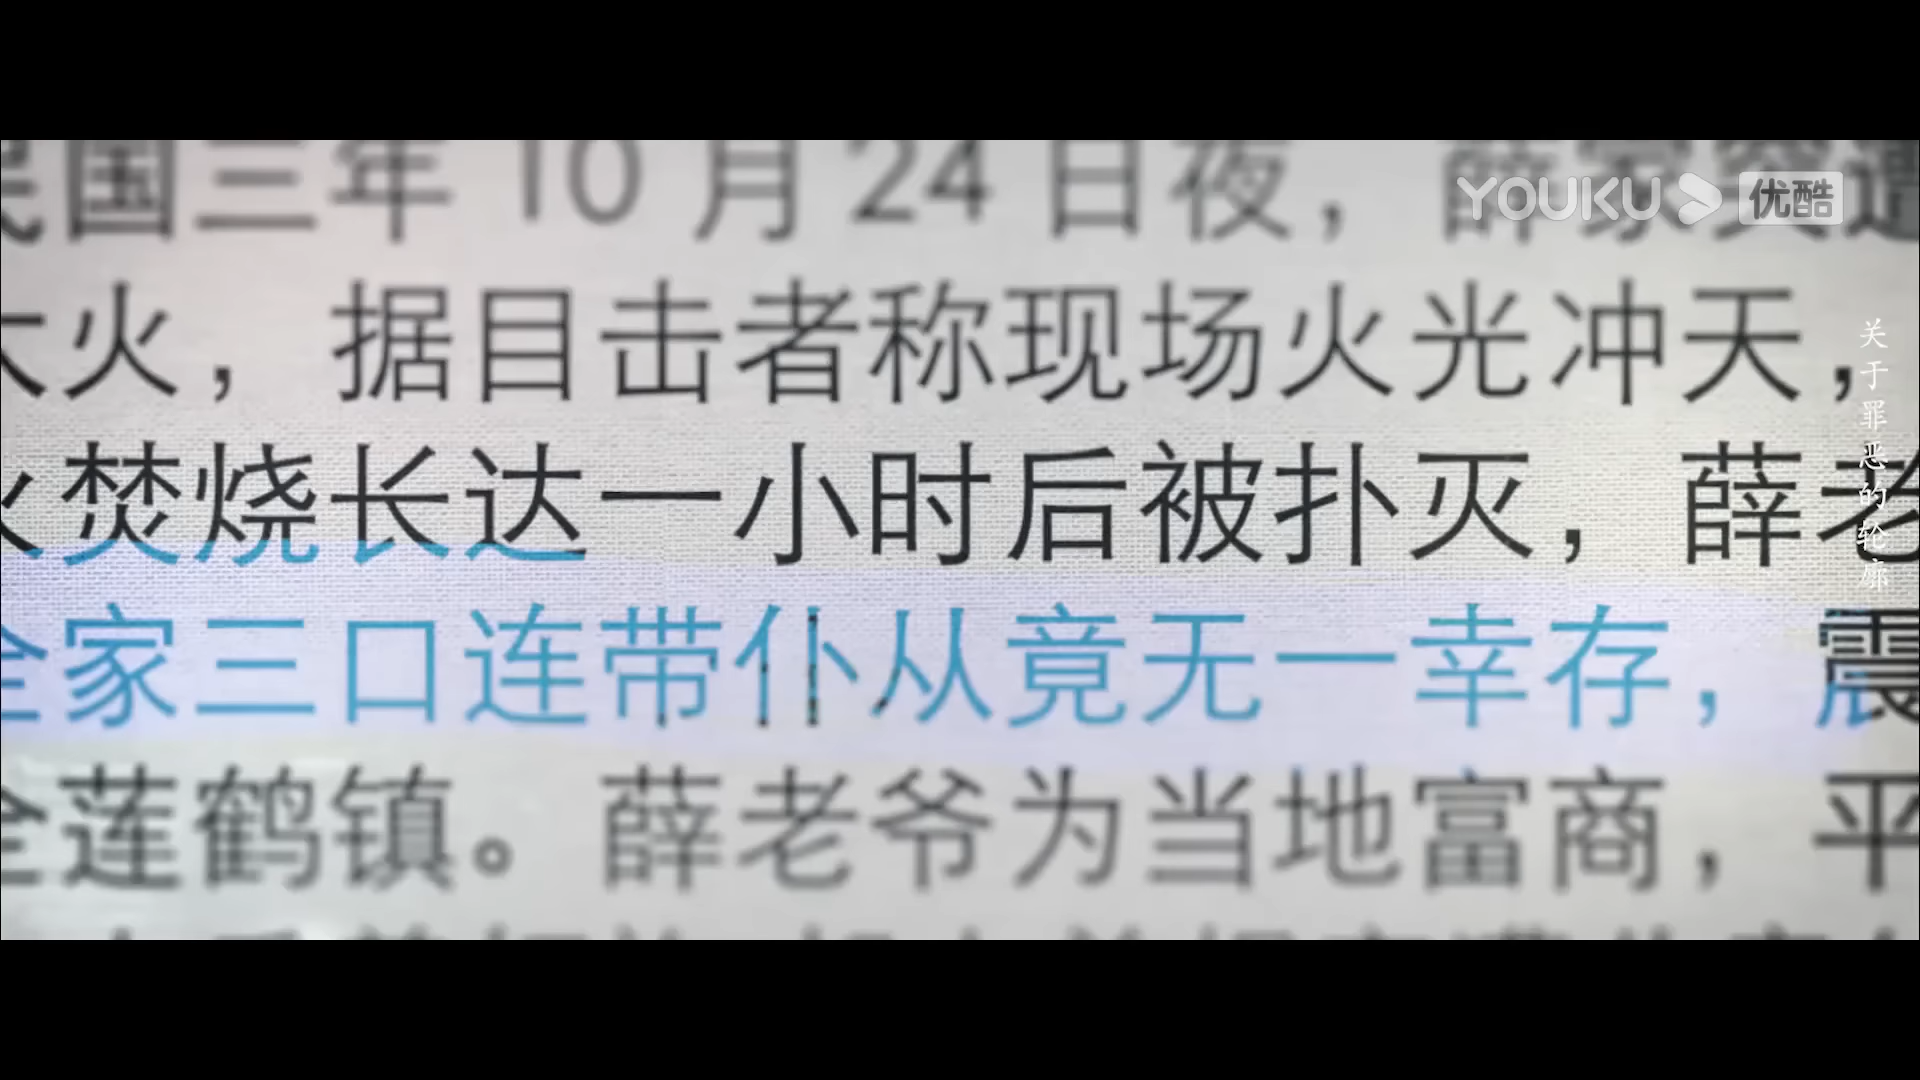 民国三年10月24日夜，薛家突遭
大火，据目击者称现场火光冲天，
火焚烧长达一小时后被扑灭，薛老
全家三口连带仆从竟无一幸存，震
全莲鹤镇。薛老爷为当地富商，平
YOUKU 优酷
关于罪恶的轮廓